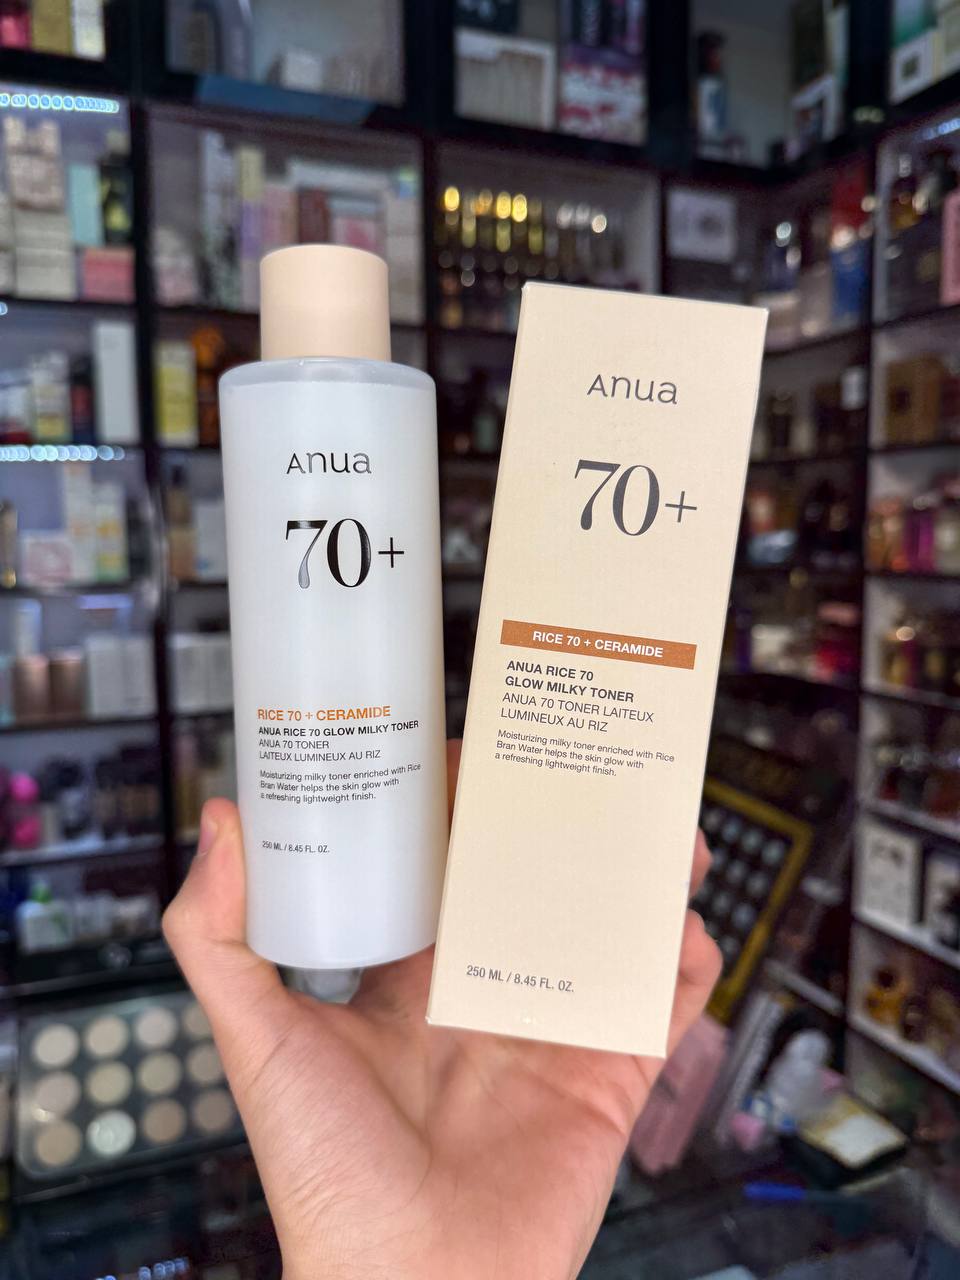 Anua
70+
RICE 70 + CERAMIDE
ANUA RICE 70 GLOW MILKY TONER
ANUA 70 TONER
LAITEUX LUMINEUX AU RIZ
Moisturizing milky toner enriched with Rice
Bran Water helps the skin glow with
a refreshing lightweight finish.
250 ML / 8.45 FL. OZ.
Anua
70+
RICE 70 + CERAMIDE
ANUA RICE 70
GLOW MILKY TONER
ANUA 70 TONER LAITEUX
LUMINEUX AU RIZ
Moisturizing milky toner enriched with Rice
Bran Water helps the skin glow with
a refreshing lightweight finish.
250 ML / 8.45 FL. OZ.